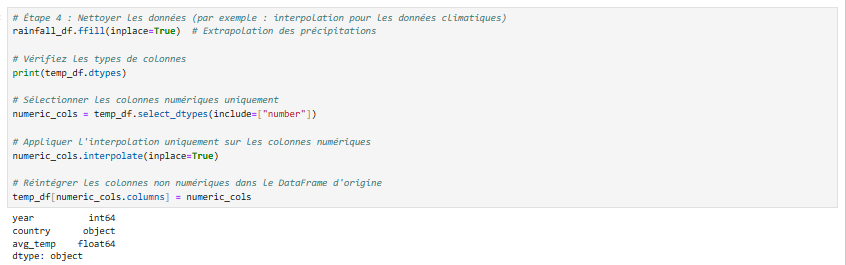 # Étape 4 : Nettoyer les données (par exemple : interpolation pour les données climatiques)
rainfall_df.ffill(inplace=True)  # Extrapolation des précipitations
# Vérifiez les types de colonnes
print(temp_df.dtypes)
# Sélectionner les colonnes numériques uniquement
numeric_cols = temp_df.select_dtypes(include=["number"])
# Appliquer l'interpolation uniquement sur les colonnes numériques
numeric_cols.interpolate(inplace=True)
# Réintégrer les colonnes non numériques dans le DataFrame d'origine
temp_df[numeric_cols.columns] = numeric_cols
year          int64
country      object
avg_temp    float64
dtype: object